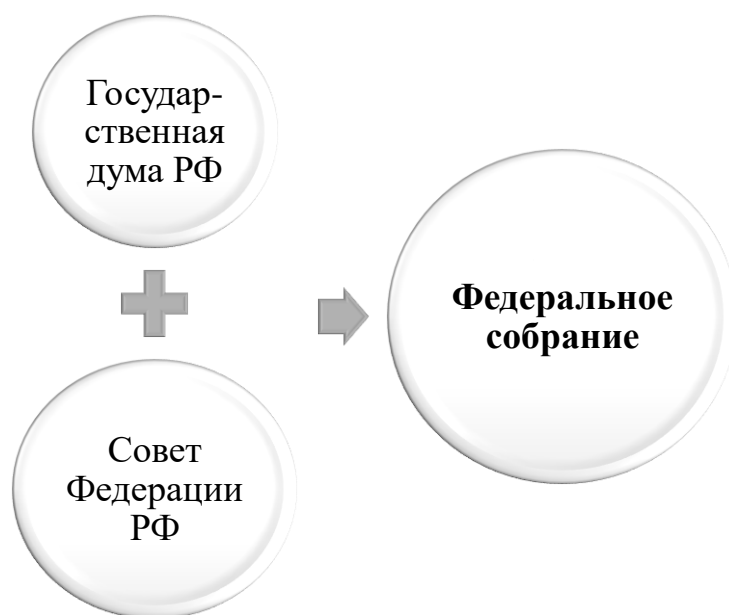 Государ-
ственная
дума РФ
Совет
Федерации
РФ
Федеральное
собрание